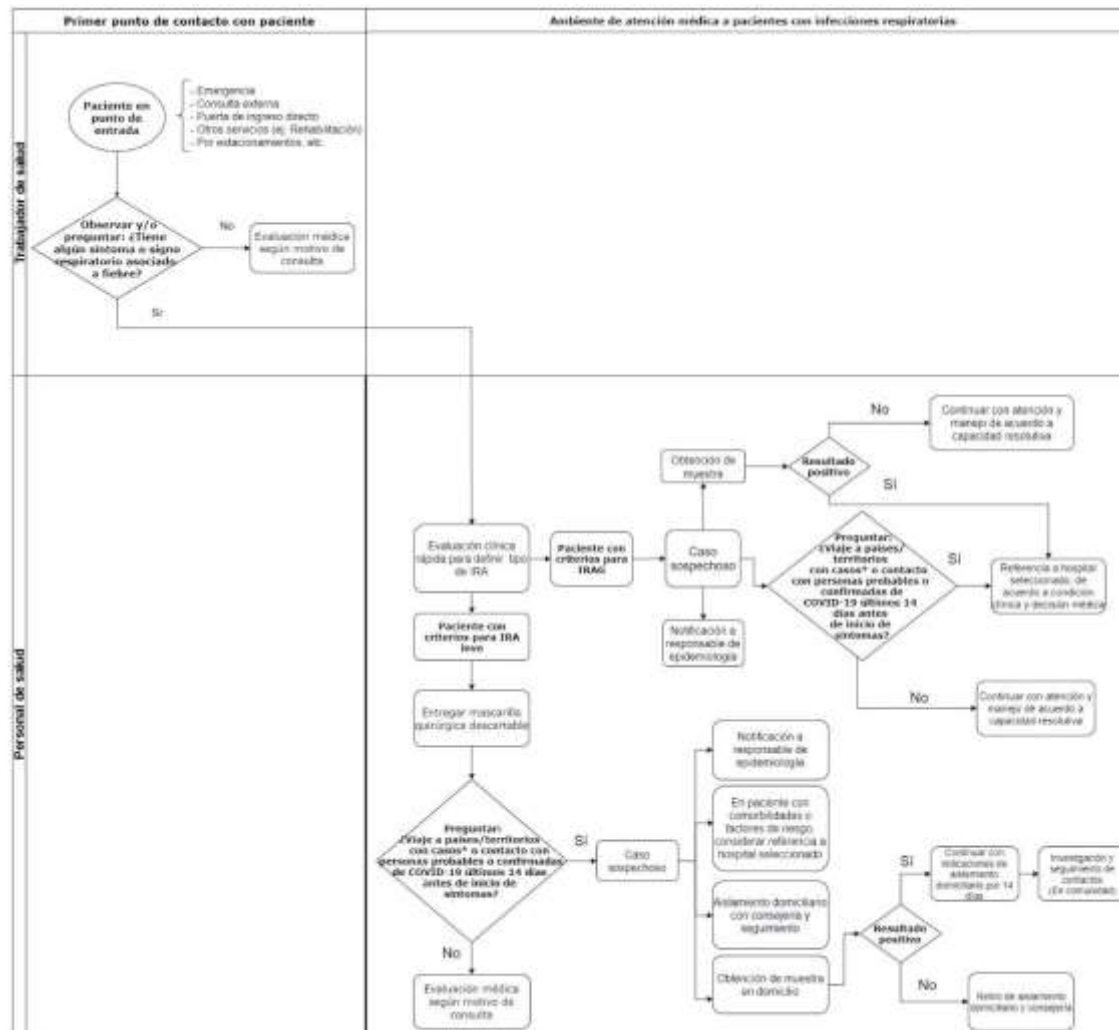 Primer punto de contacto con paciente
Ambiente de atención médica a pacientes con infecciones respiratorias
Trabajador de salud
Paciente en
punto de
entrada
- Emergencia
- Consulta externa
- Puerta de ingreso directo
- Otros servicios (ej. Rehabilitación)
- Por estacionamientos, etc.
Observar y/o
preguntar: ¿Tiene
algún síntoma o signo
respiratorio asociado
a fiebre?
No
Evaluación médica
según motivo de
consulta
Si
Personal de salud
Evaluación clínica
rápida para definir tipo
de IRA
Paciente con
criterios para
IRAG
Caso
sospechoso
Obtención de
muestra
Resultado
positivo
No
Continuar con atención y
manejo de acuerdo a
capacidad resolutiva
Sí
Notificación a
responsable de
epidemiología
Preguntar:
¿Viaje a países/
territorios
con casos* o contacto
con personas probables o
confirmadas de
COVID-19 últimos 14
días antes
de inicio de
síntomas?
Sí
Referencia a hospital
seleccionado, de
acuerdo a condición
clínica y decisión médica
No
Continuar con atención y
manejo de acuerdo a
capacidad resolutiva
Paciente con
criterios para IRA
leve
Entregar mascarilla
quirúrgica descartable
Preguntar:
¿Viaje a países/territorios
con casos* o contacto con
personas probables o confirmadas
de COVID-19 últimos 14 días
antes de inicio de
síntomas?
Sí
Caso
sospechoso
No
Evaluación médica
según motivo de
consulta
Notificación a
responsable de
epidemiología
En paciente con
comorbilidades o
factores de riesgo,
considerar referencia a
hospital seleccionado
Aislamiento domiciliario
con consejería y
seguimiento
Obtención de muestra
en domicilio
Resultado
positivo
Sí
Continuar con
indicaciones de
aislamiento
domiciliario por 14
días
Investigación y
seguimiento de
contactos
(En comunidad)
No
Retiro de aislamiento
domiciliario y consejería